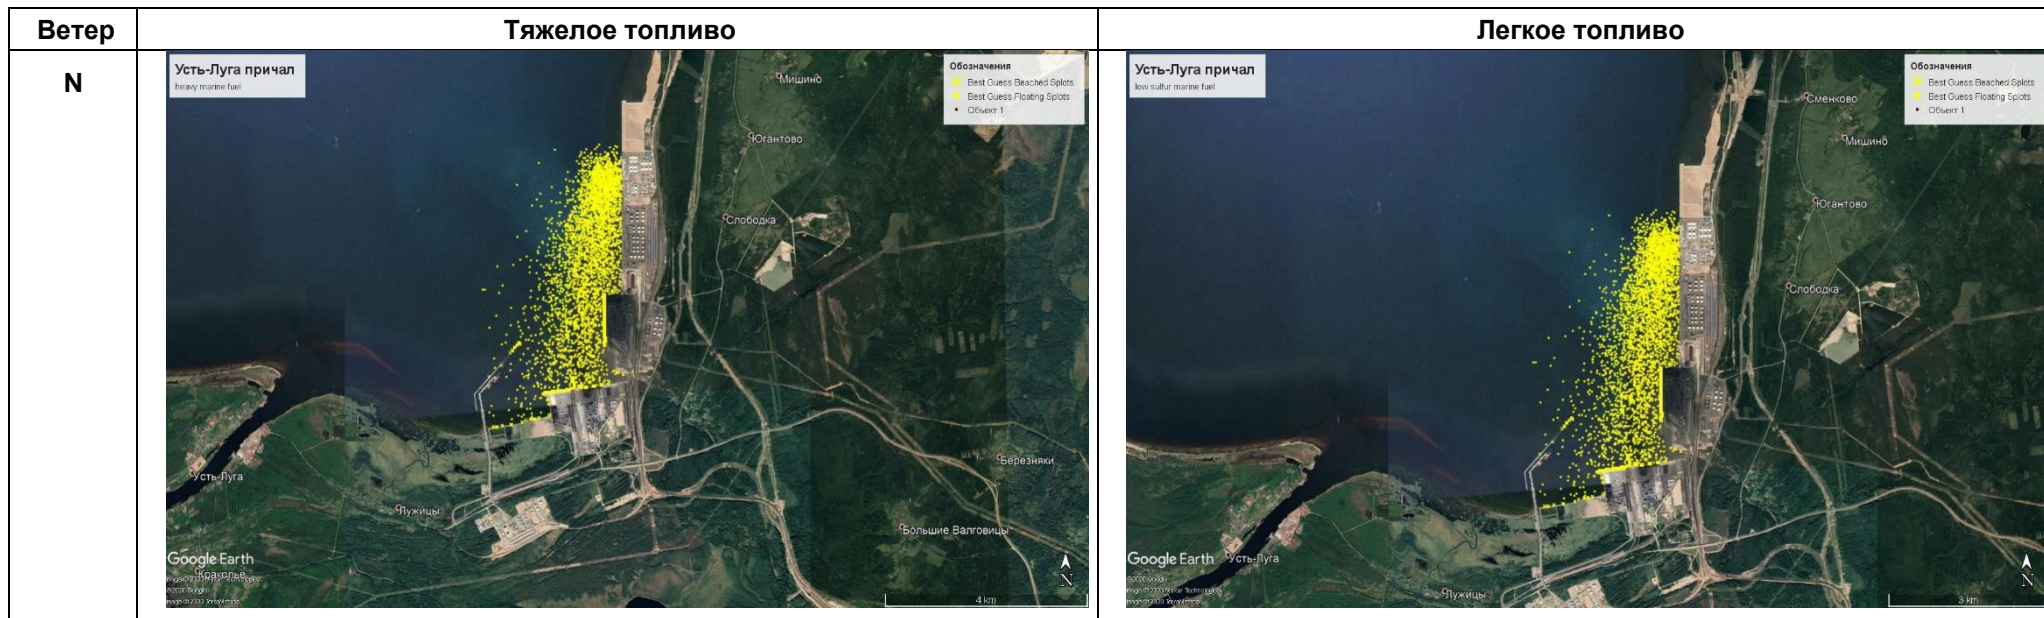 Ветер Тяжелое топливо Легкое топливо
N
Усть-Луга причал
heavy marine fuel
Обозначения
Best Guess Beached Splots
Best Guess Floating Splots
Объект 1
Мишино
Югантово
Слободка
Березняки
Большие Валговицы
Усть-Луга
Лужицы
Краколье
Google Earth
N
4 km
Усть-Луга причал
low sulfur marine fuel
Обозначения
Best Guess Beached Splots
Best Guess Floating Splots
Объект 1
Сменково
Мишино
Югантово
Слободка
Усть-Луга
Лужицы
Google Earth
N
3 km